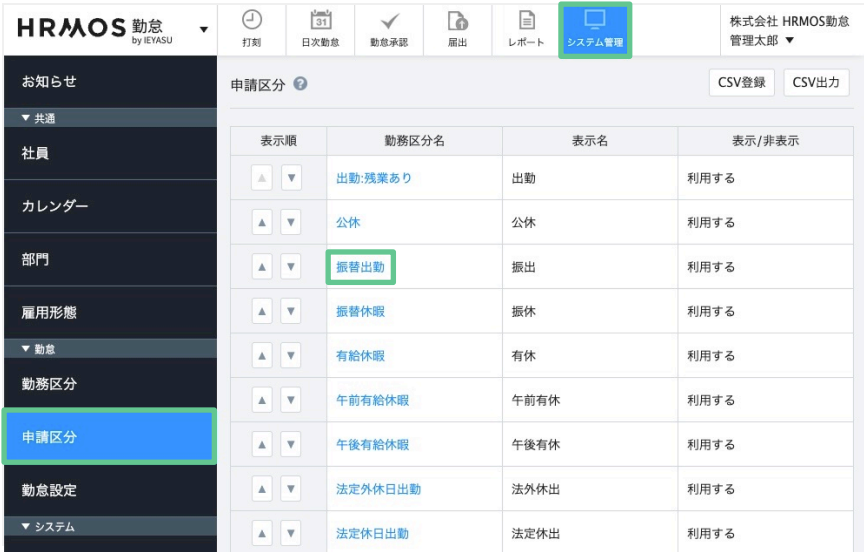 HRMOS 勤怠 ▼
by IEYASU
打刻
31
日次勤怠
勤怠承認
届出
レポート
システム管理
株式会社 HRMOS勤怠
管理太郎 ▼
お知らせ
▼ 共通
社員
カレンダー
部門
雇用形態
▼ 勤怠
勤務区分
申請区分
勤怠設定
▼ システム
申請区分 ?
CSV登録 CSV出力
表示順 勤務区分名 表示名 表示/非表示
▲ ▼ 出勤:残業あり 出勤 利用する
▲ ▼ 公休 公休 利用する
▲ ▼ 振替出勤 振出 利用する
▲ ▼ 振替休暇 振休 利用する
▲ ▼ 有給休暇 有休 利用する
▲ ▼ 午前有給休暇 午前有休 利用する
▲ ▼ 午後有給休暇 午後有休 利用する
▲ ▼ 法定外休日出勤 法外休出 利用する
▲ ▼ 法定休日出勤 法定休出 利用する